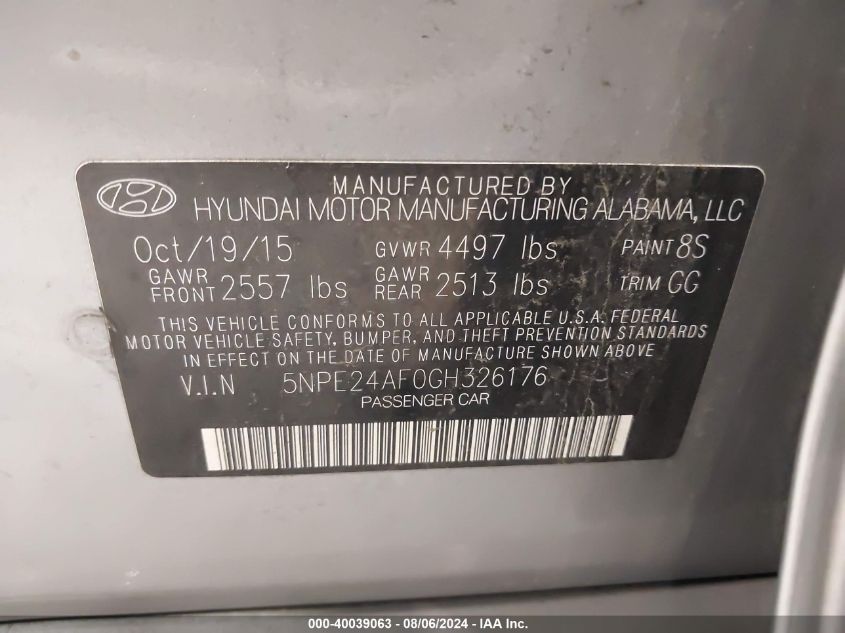 MANUFACTURED BY
HYUNDAI MOTOR MANUFACTURING ALABAMA, LLC
Oct/19/15 GVWR 4497 lbs PAINT 8S
GAWR FRONT 2557 lbs GAWR REAR 2513 lbs TRIM GG
THIS VEHICLE CONFORMS TO ALL APPLICABLE U.S.A. FEDERAL
MOTOR VEHICLE SAFETY, BUMPER, AND THEFT PREVENTION STANDARDS
IN EFFECT ON THE DATE OF MANUFACTURE SHOWN ABOVE
V.I.N 5NPE24AF0GH326176
PASSENGER CAR
000-40039063 - 08/06/2024 - IAA Inc.